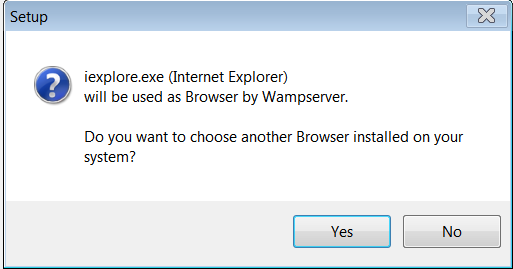 Setup
iexplore.exe (Internet Explorer)
will be used as Browser by Wampserver.
Do you want to choose another Browser installed on your
system?
Yes No